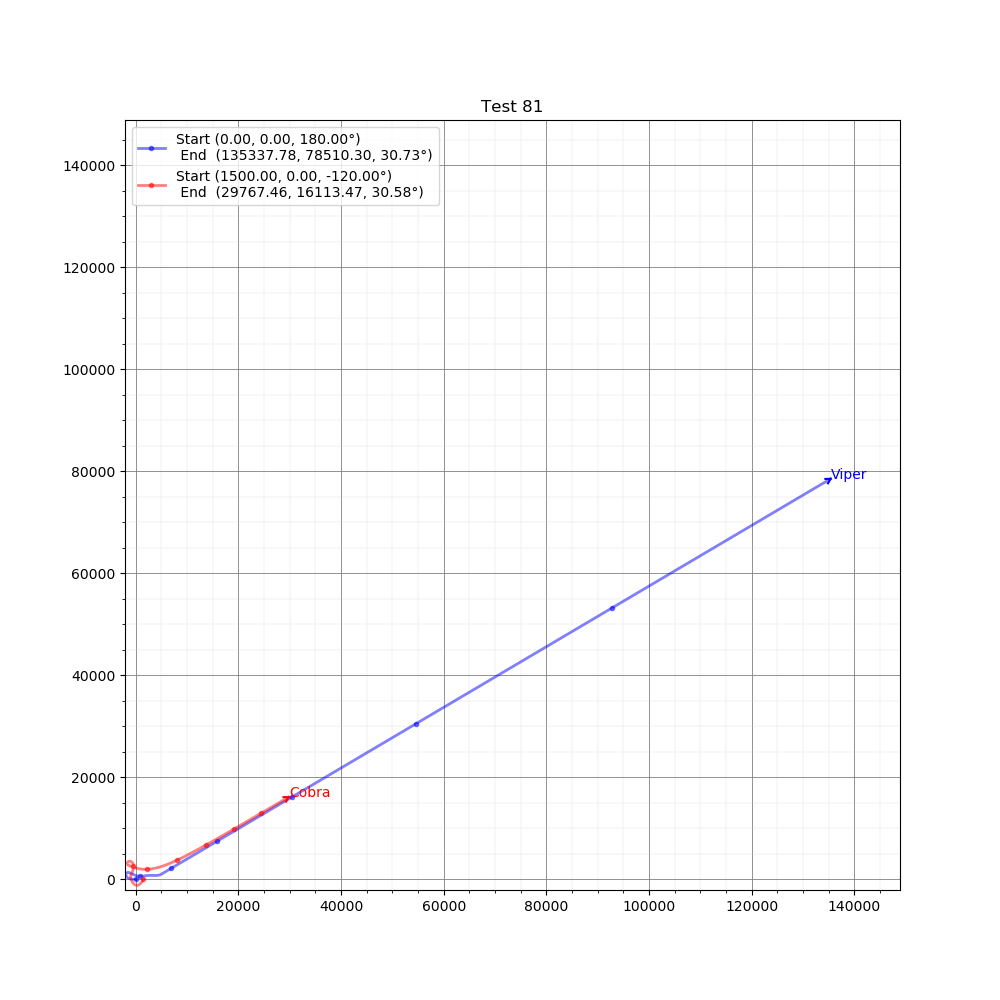 Test 81
Start (0.00, 0.00, 180.00°)
End (135337.78, 78510.30, 30.73°)
Start (1500.00, 0.00, -120.00°)
End (29767.46, 16113.47, 30.58°)
140000
120000
100000
80000
60000
40000
20000
0
Viper
Cobra
0 20000 40000 60000 80000 100000 120000 140000